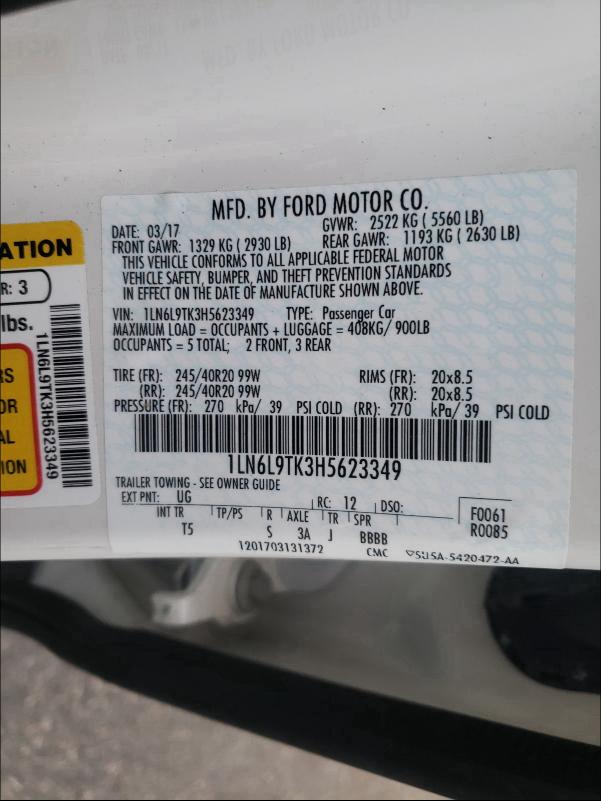 MFD. BY FORD MOTOR CO.
DATE: 03/17 GVWR: 2522 KG ( 5560 LB)
FRONT GAWR: 1329 KG ( 2930 LB) REAR GAWR: 1193 KG ( 2630 LB)
THIS VEHICLE CONFORMS TO ALL APPLICABLE FEDERAL MOTOR
VEHICLE SAFETY, BUMPER, AND THEFT PREVENTION STANDARDS
IN EFFECT ON THE DATE OF MANUFACTURE SHOWN ABOVE.
VIN: 1LN6L9TK3H5623349 TYPE: Passenger Car
MAXIMUM LOAD = OCCUPANTS + LUGGAGE = 408KG/ 900LB
OCCUPANTS = 5 TOTAL; 2 FRONT, 3 REAR
TIRE (FR): 245/40R20 99W RIMS (FR): 20x8.5
(RR): 245/40R20 99W (RR): 20x8.5
PRESSURE (FR): 270 kPa/ 39 PSI COLD (RR): 270 kPa/ 39 PSI COLD
1LN6L9TK3H5623349
TRAILER TOWING - SEE OWNER GUIDE
EXT PNT: UG RC: 12 DSO: F0061
INT TR TP/PS R AXLE TR SPR R0085
T5 S 3A J BBBB
1201703131372 CMC SUSA-5420472-AA
ATION
R: 3
lbs.
RS
OR
AL
ION
1LN6L9TK3H5623349